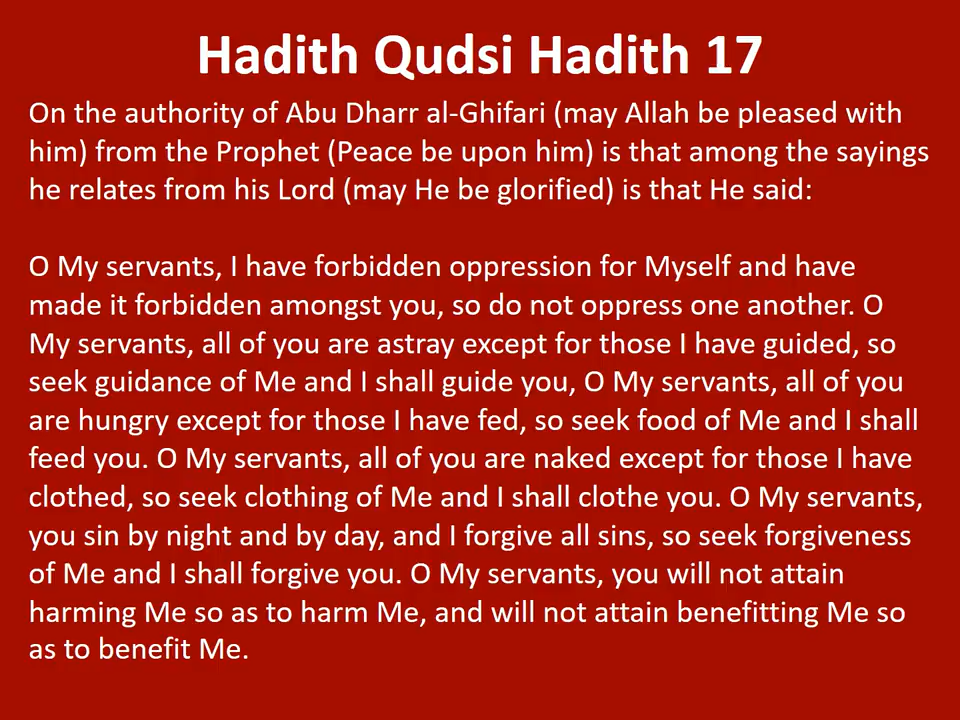 Hadith Qudsi Hadith 17
On the authority of Abu Dharr al-Ghifari (may Allah be pleased with
him) from the Prophet (Peace be upon him) is that among the sayings
he relates from his Lord (may He be glorified) is that He said:
O My servants, I have forbidden oppression for Myself and have
made it forbidden amongst you, so do not oppress one another. O
My servants, all of you are astray except for those I have guided, so
seek guidance of Me and I shall guide you, O My servants, all of you
are hungry except for those I have fed, so seek food of Me and I shall
feed you. O My servants, all of you are naked except for those I have
clothed, so seek clothing of Me and I shall clothe you. O My servants,
you sin by night and by day, and I forgive all sins, so seek forgiveness
of Me and I shall forgive you. O My servants, you will not attain
harming Me so as to harm Me, and will not attain benefitting Me so
as to benefit Me.